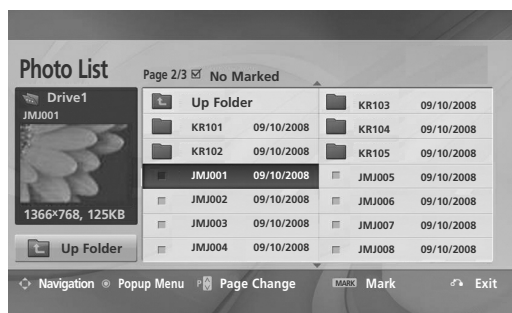 Photo List
Page 2/3 No Marked
Drive1
JMJ001
1366×768, 125KB
Up Folder
Up Folder
KR101 09/10/2008
KR102 09/10/2008
JMJ001 09/10/2008
JMJ002 09/10/2008
JMJ003 09/10/2008
JMJ004 09/10/2008
KR103 09/10/2008
KR104 09/10/2008
KR105 09/10/2008
JMJ005 09/10/2008
JMJ006 09/10/2008
JMJ007 09/10/2008
JMJ008 09/10/2008
Navigation Popup Menu P Page Change MARK Mark Exit